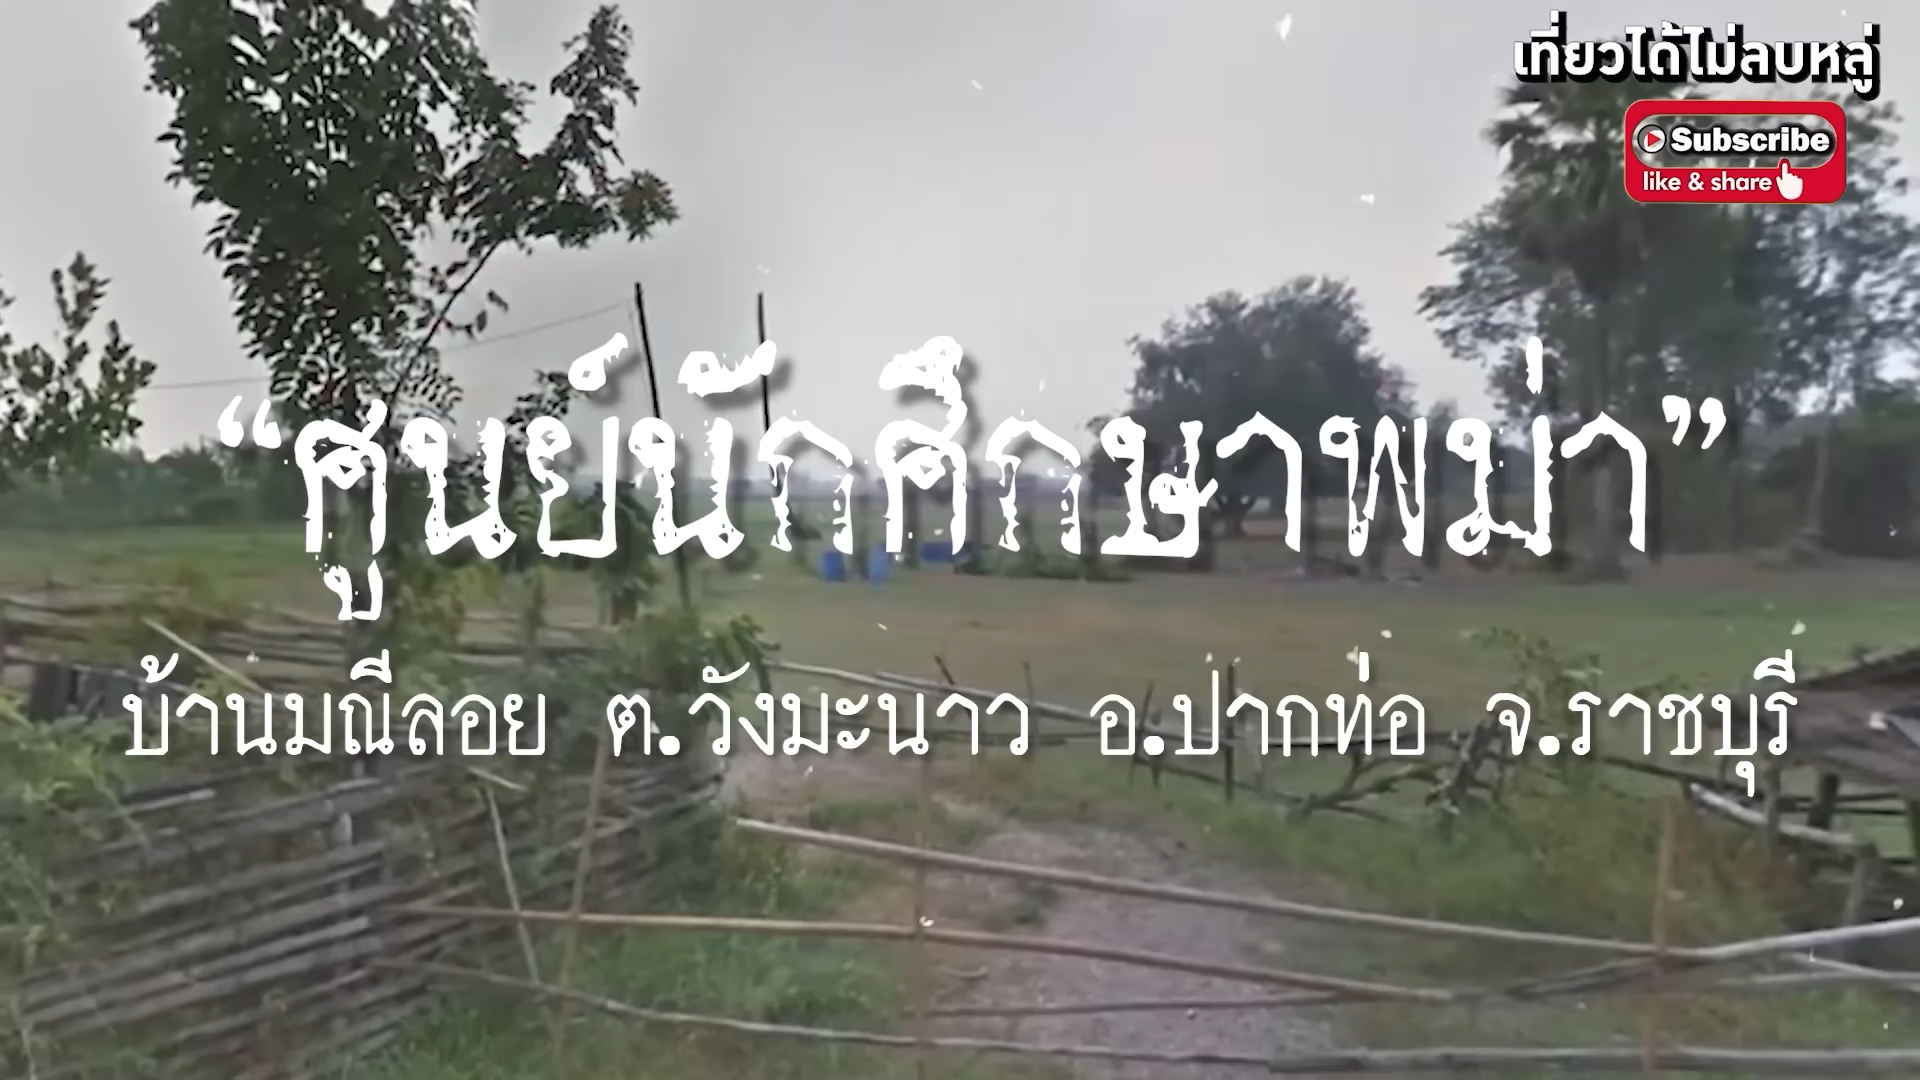 เที่ยวได้ไม่ลบหลู่
Subscribe
like & share
“ศูนย์นักศึกษาพม่า”
บ้านมณีลอย ต.วังมะนาว อ.ปากท่อ จ.ราชบุรี